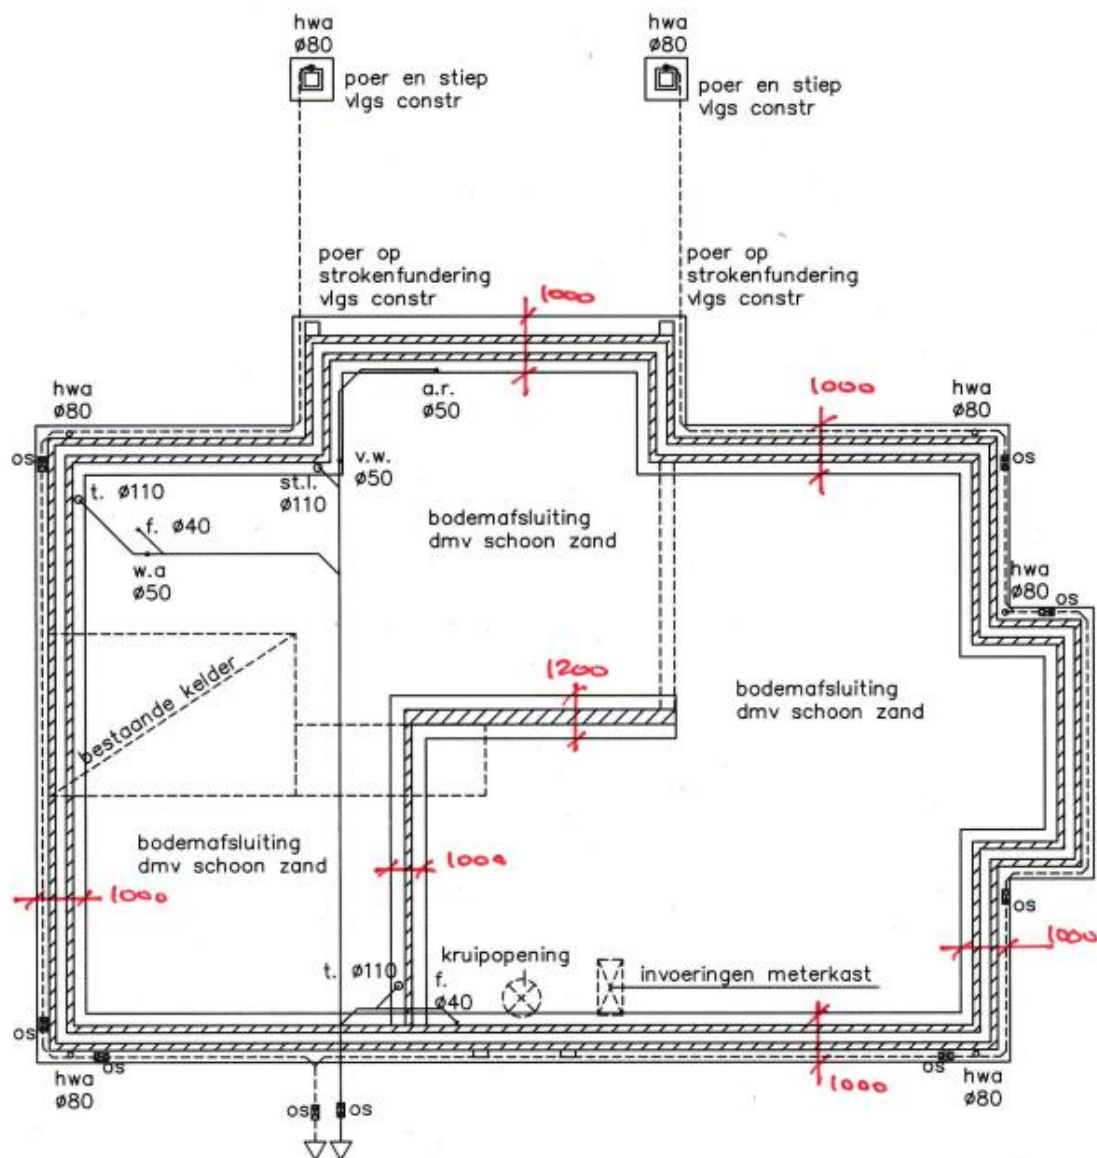 hwa
ø80
hwa
ø80
poer en stiep
vlgs constr
poer en stiep
vlgs constr
poer op
strokenfundering
vlgs constr
poer op
strokenfundering
vlgs constr
1000
1000
hwa
ø80
a.r.
ø50
hwa
ø80
os
v.w.
ø50
os
st.l.
ø110
t. ø110
f. ø40
bodemafsluiting
dmv schoon zand
w.a
ø50
hwa
ø80
os
1200
bestaande kelder
bodemafsluiting
dmv schoon zand
bodemafsluiting
dmv schoon zand
1000
1000
os
1000
kruipopening
t. ø110
f.
ø40
invoeringen meterkast
os
os
os
1000
hwa
ø80
hwa
ø80
os
os